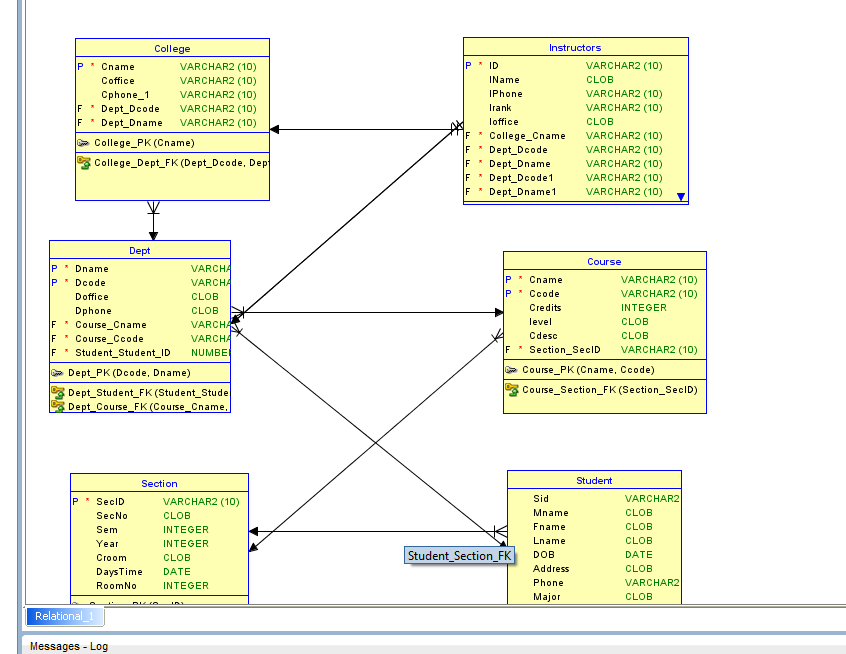 College
P * Cname VARCHAR2 (10)
Coffice VARCHAR2 (10)
Cphone_1 VARCHAR2 (10)
F * Dept_Dcode VARCHAR2 (10)
F * Dept_Dname VARCHAR2 (10)
College_PK (Cname)
College_Dept_FK (Dept_Dcode, Dept
Instructors
P * ID VARCHAR2 (10)
IName CLOB
IPhone VARCHAR2 (10)
Irank VARCHAR2 (10)
Ioffice CLOB
F * College_Cname VARCHAR2 (10)
F * Dept_Dcode VARCHAR2 (10)
F * Dept_Dname VARCHAR2 (10)
F * Dept_Dcode1 VARCHAR2 (10)
F * Dept_Dname1 VARCHAR2 (10)
Dept
P * Dname VARCHA
P * Dcode VARCHA
Doffice CLOB
Dphone CLOB
F * Course_Cname VARCHA
F * Course_Ccode VARCHA
F * Student_Student_ID NUMBE
Dept_PK (Dcode, Dname)
Dept_Student_FK (Student_Stude
Dept_Course_FK (Course_Cname,
Course
P * Cname VARCHAR2 (10)
P * Ccode VARCHAR2 (10)
Credits INTEGER
level CLOB
Cdesc CLOB
F * Section_SecID VARCHAR2 (10)
Course_PK (Cname, Ccode)
Course_Section_FK (Section_SecID)
Section
P * SecID VARCHAR2 (10)
SecNo CLOB
Sem INTEGER
Year INTEGER
Croom CLOB
DaysTime DATE
RoomNo INTEGER
Section_PK (SecID)
Student_Section_FK
Student
Sid VARCHAR2
Mname CLOB
Fname CLOB
Lname CLOB
DOB DATE
Address CLOB
Phone VARCHAR2
Major CLOB
Relational_1
Messages - Log